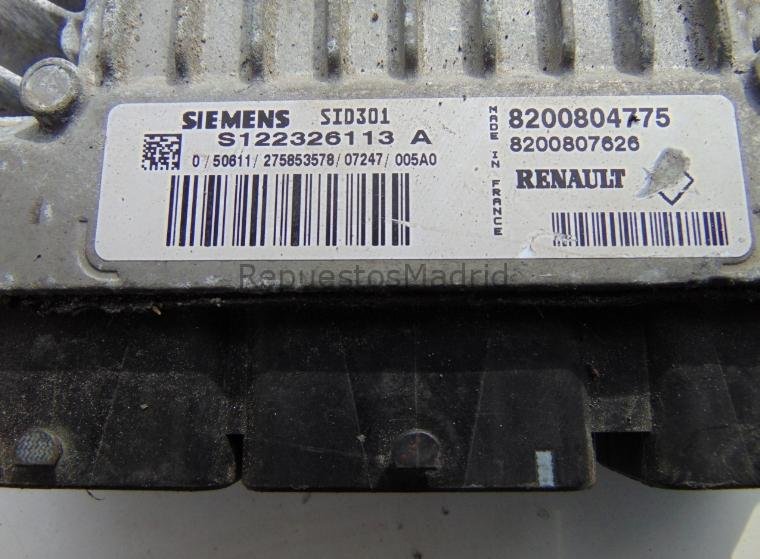 SIEMENS SID301
S122326113 A
0/50611/275853578/07247/005A0
MADE IN FRANCE
8200804775
8200807626
RENAULT
RepuestosMadrid